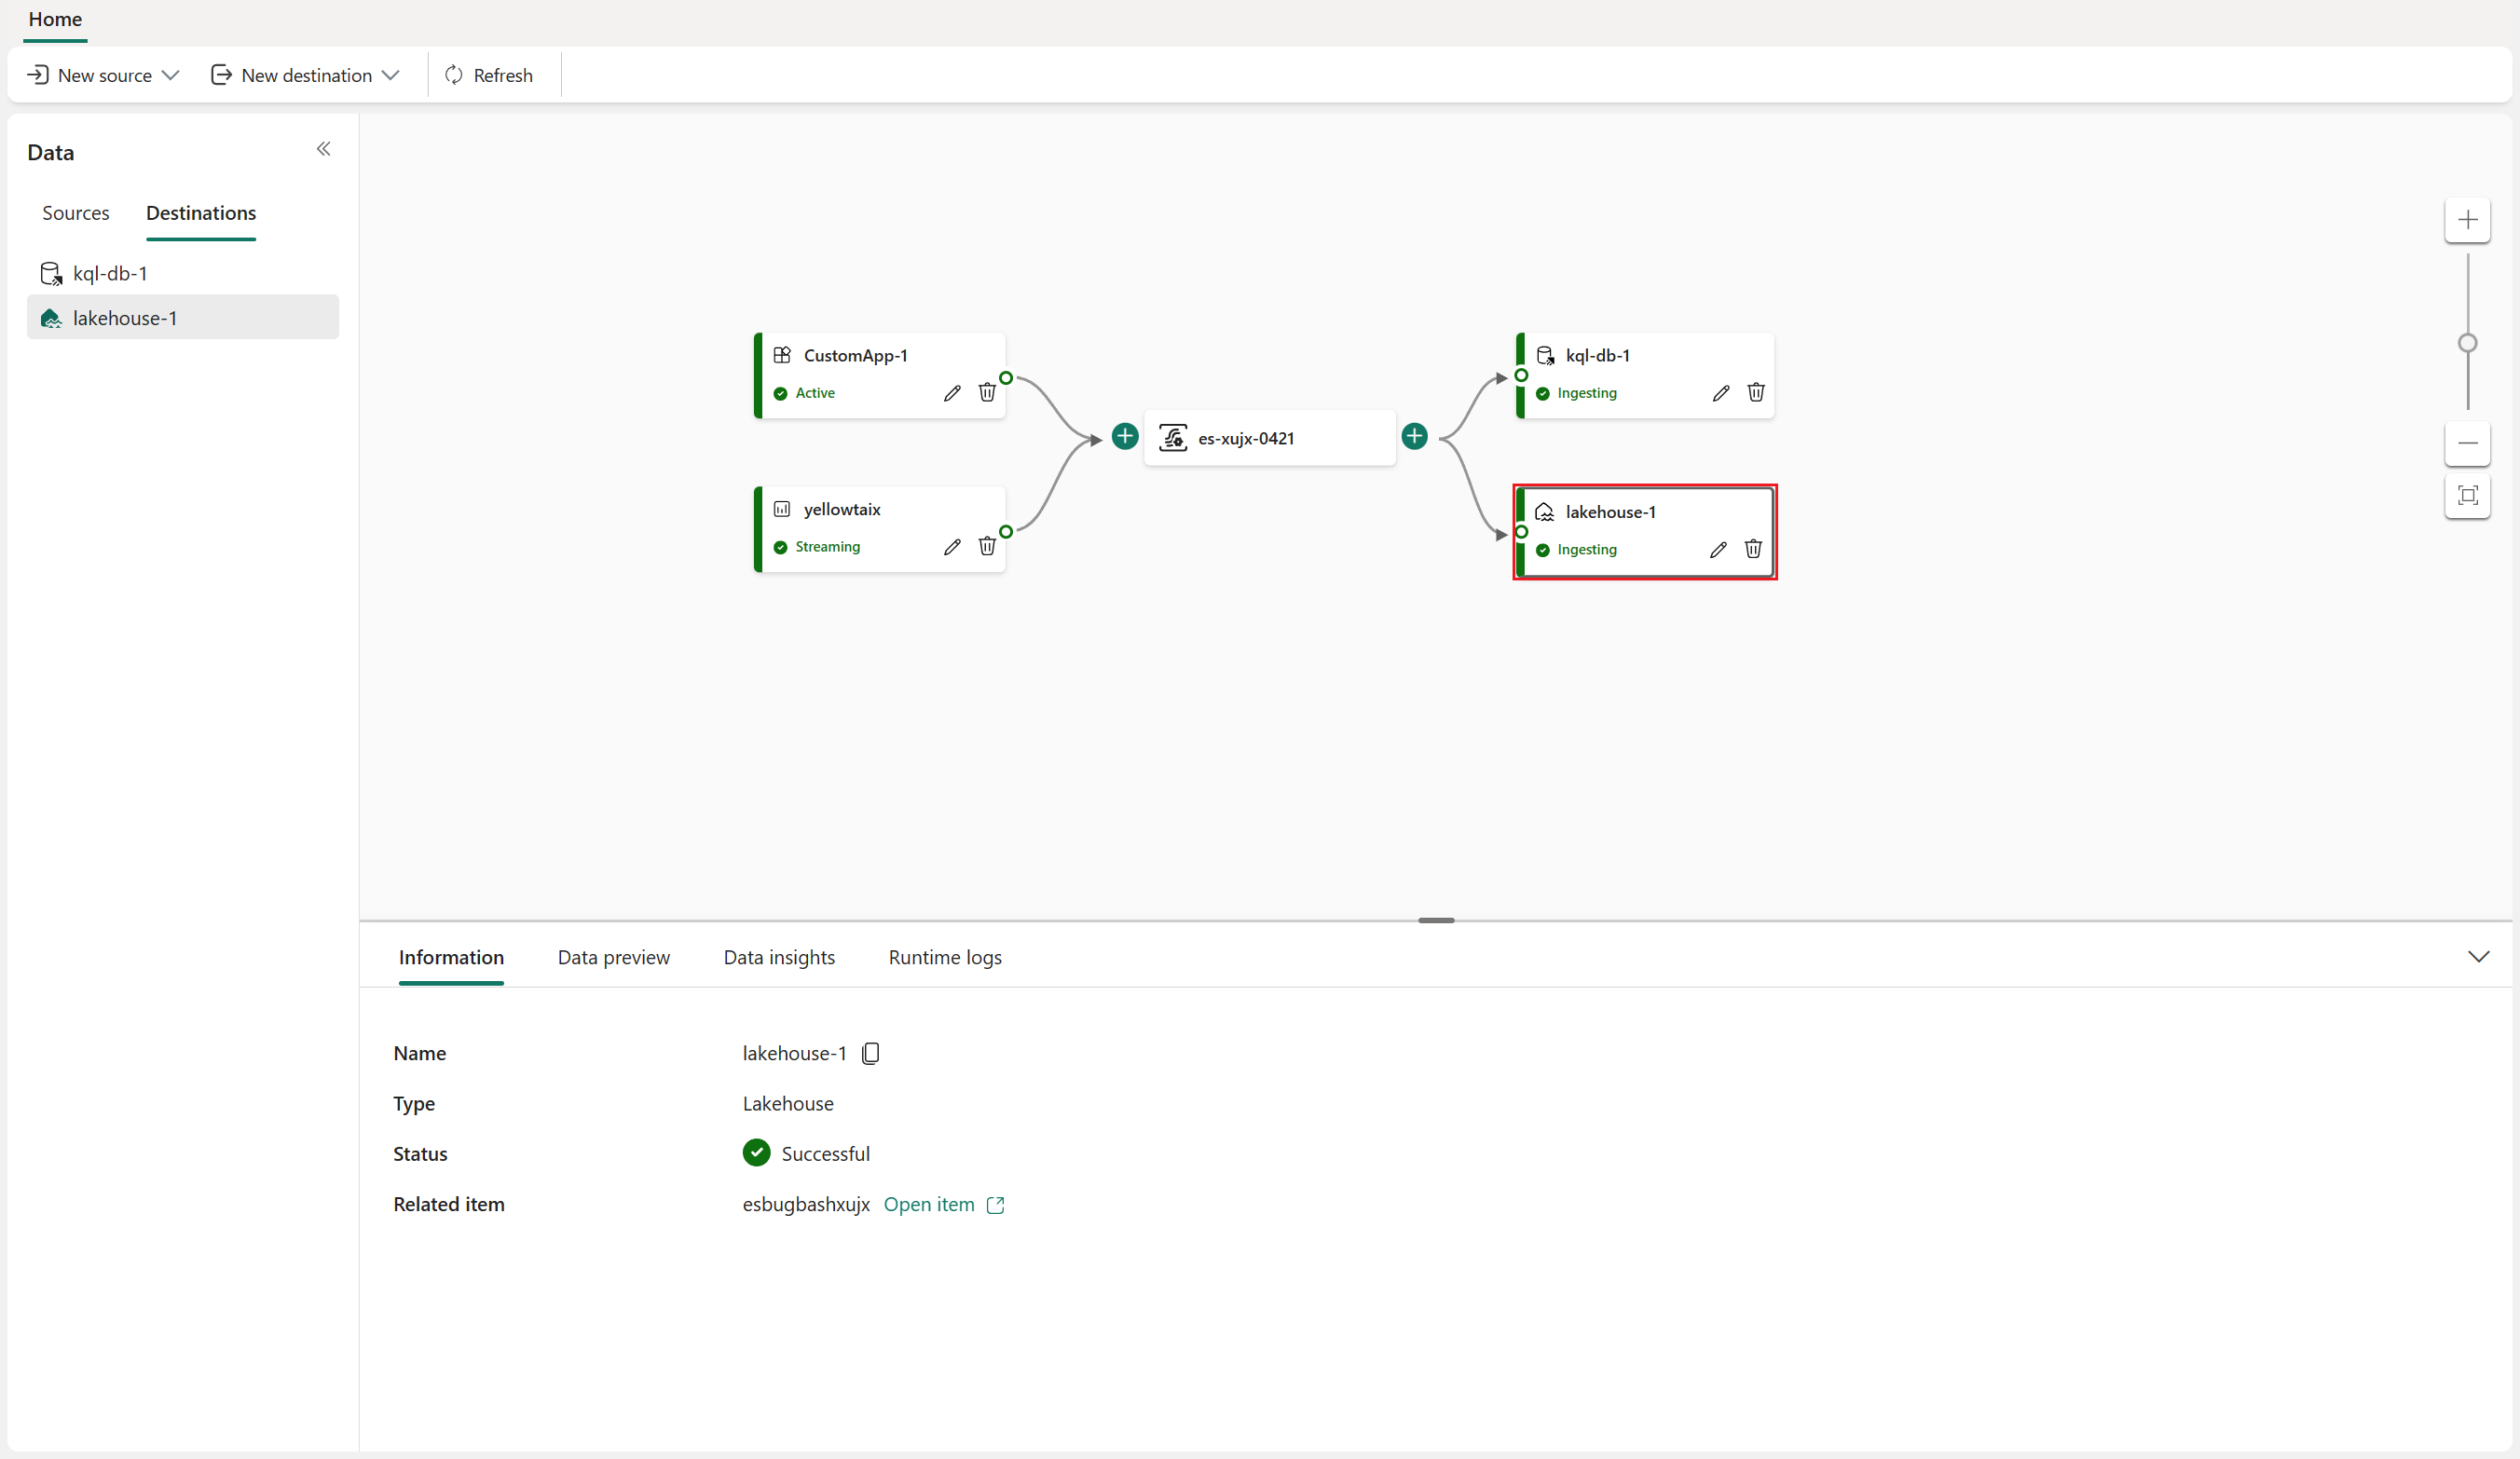 Home
New source New destination Refresh
Data
Sources Destinations
kql-db-1
lakehouse-1
CustomApp-1
Active
yellowtaix
Streaming
es-xujx-0421
kql-db-1
Ingesting
lakehouse-1
Ingesting
Information Data preview Data insights Runtime logs
Name lakehouse-1
Type Lakehouse
Status Successful
Related item esbugbashxujx Open item